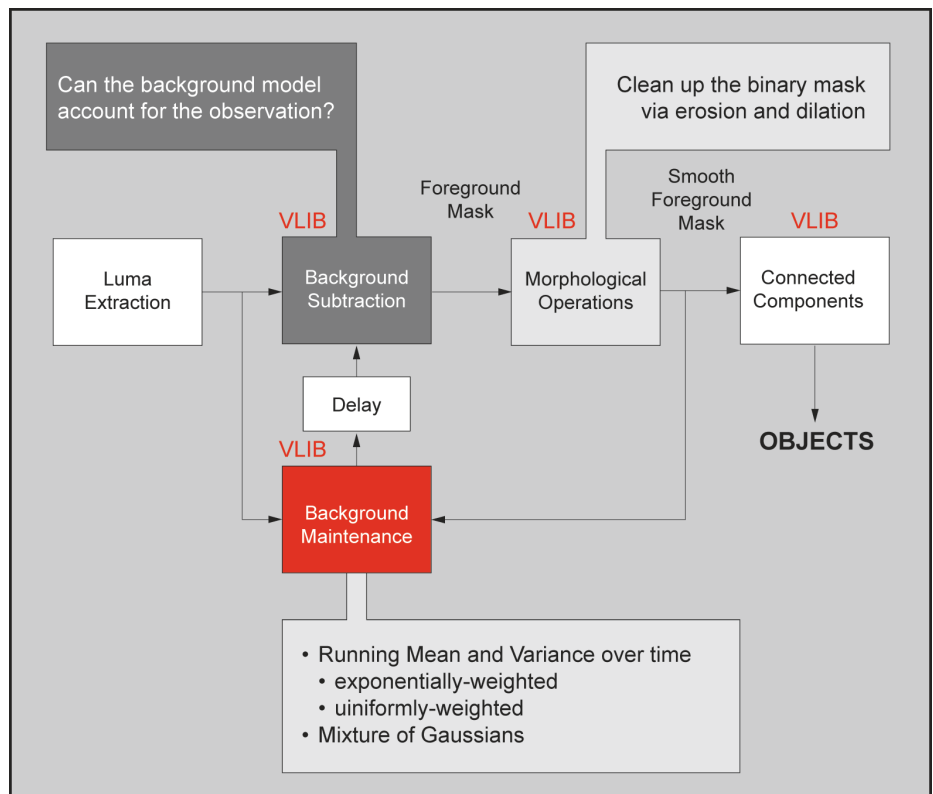 Can the background model
account for the observation?
Clean up the binary mask
via erosion and dilation
Foreground
Mask
Smooth
Foreground
Mask
VLIB
VLIB
VLIB
Luma
Extraction
Background
Subtraction
Morphological
Operations
Connected
Components
Delay
OBJECTS
VLIB
Background
Maintenance
• Running Mean and Variance over time
• exponentially-weighted
• uiniformly-weighted
• Mixture of Gaussians